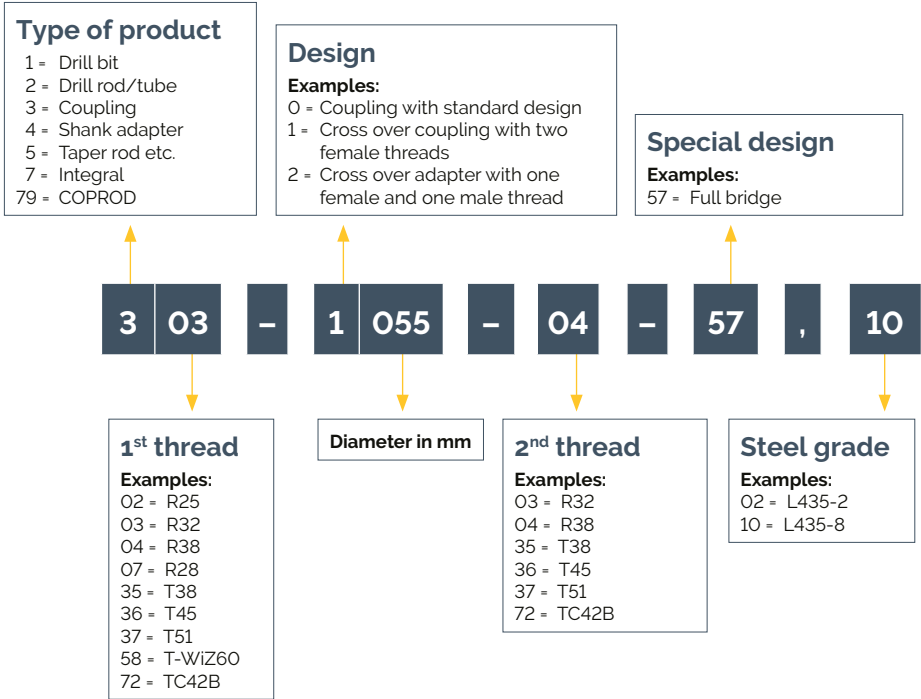 Type of product
1 = Drill bit
2 = Drill rod/tube
3 = Coupling
4 = Shank adapter
5 = Taper rod etc.
7 = Integral
79 = COPROD
Design
Examples:
0 = Coupling with standard design
1 = Cross over coupling with two
female threads
2 = Cross over adapter with one
female and one male thread
Special design
Examples:
57 = Full bridge
3 03 – 1 055 – 04 – 57 , 10
1st thread
Examples:
02 = R25
03 = R32
04 = R38
07 = R28
35 = T38
36 = T45
37 = T51
58 = T-WiZ60
72 = TC42B
Diameter in mm
2nd thread
Examples:
03 = R32
04 = R38
35 = T38
36 = T45
37 = T51
72 = TC42B
Steel grade
Examples:
02 = L435-2
10 = L435-8